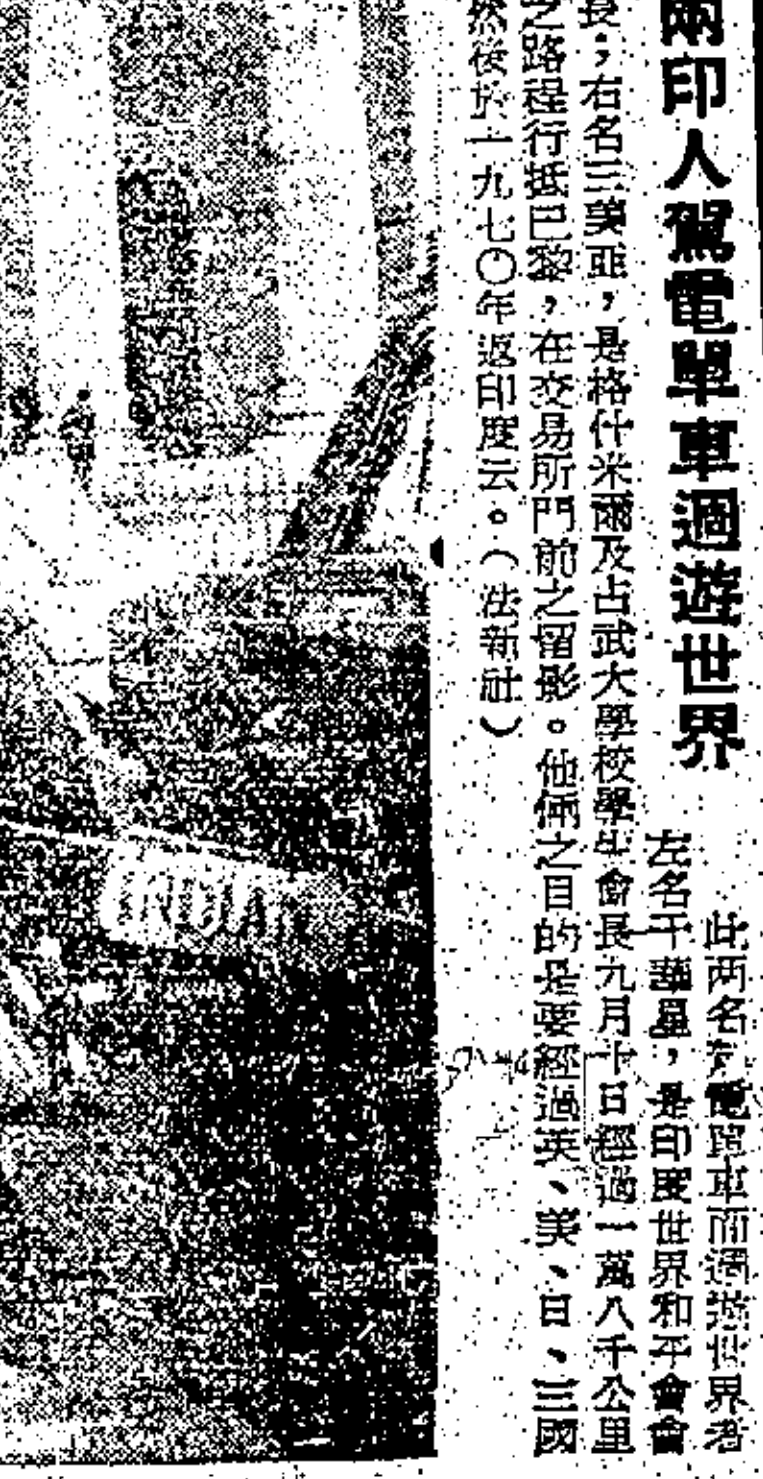 兩印人駕電單車週遊世界
此两名駕電單車而週遊世界者
左名干華星，是印度世界和平會會
長；右名三美亞，是格什米爾及占武大學校學生會長九月十日經過一萬八千公里
之路程行抵巴黎，在交易所門前之留影。他倆之目的是要經過英、美、日、三國
然後於一九七〇年返印度云。（法新社）